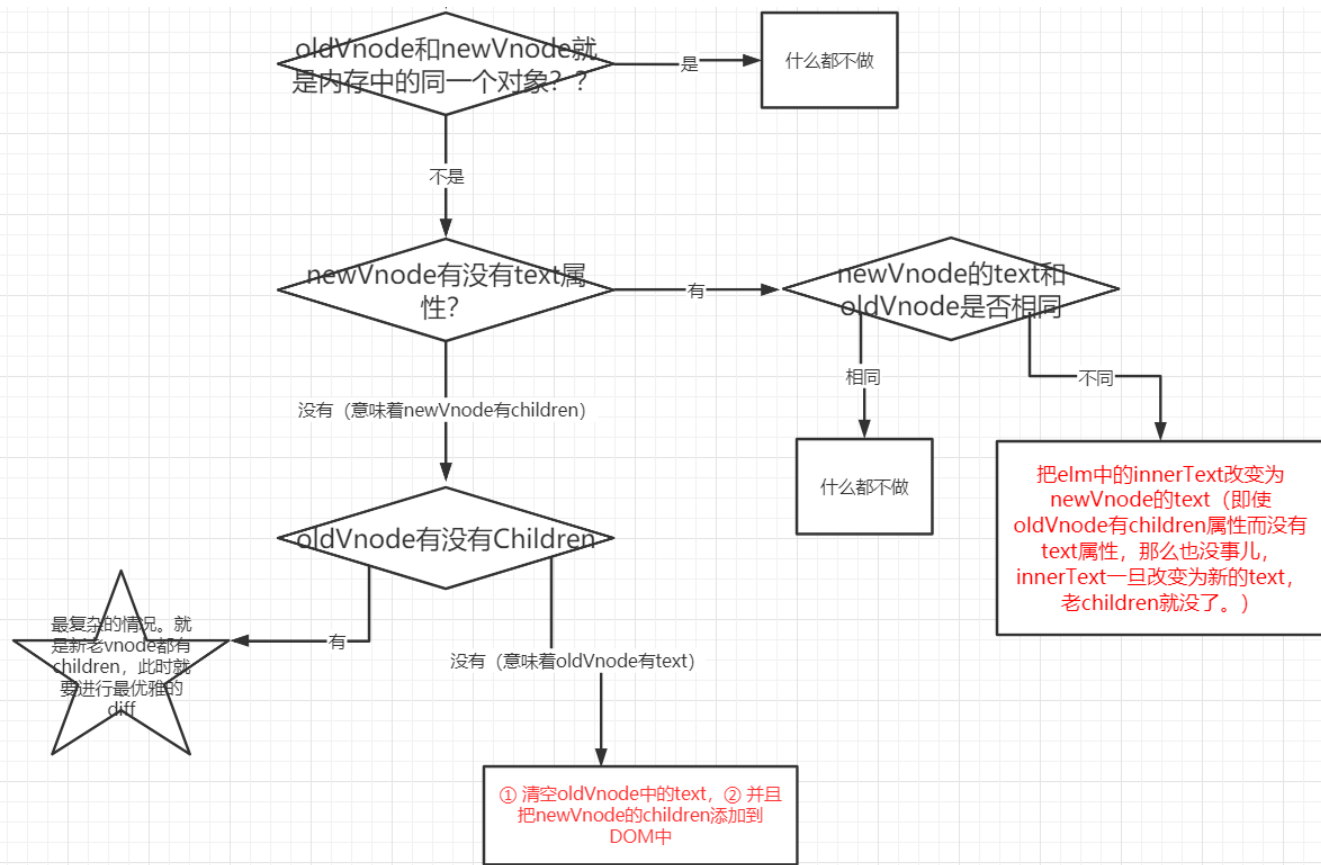 oldVnode和newVnode就
是内存中的同一个对象？？
是
什么都不做
不是
newVnode有没有text属
性?
有
newVnode的text和
oldVnode是否相同
相同
不同
没有（意味着newVnode有children）
什么都不做
把elm中的innerText改变为
newVnode的text（即使
oldVnode有children属性而没有
text属性，那么也没事儿，
innerText一旦改变为新的text，
老children就没了。）
oldVnode有没有Children
有
最复杂的情况。就
是新老vnode都有
children，此时就
要进行最优雅的
diff
没有（意味着oldVnode有text）
① 清空oldVnode中的text，② 并且
把newVnode的children添加到
DOM中